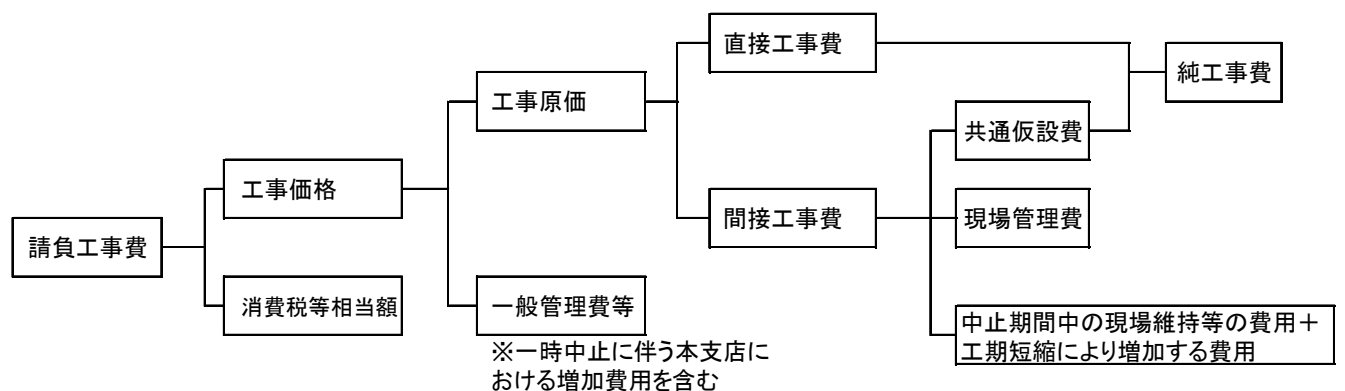 直接工事費
純工事費
工事原価
共通仮設費
工事価格
間接工事費
現場管理費
請負工事費
消費税等相当額
一般管理費等
中止期間中の現場維持等の費用＋
工期短縮により増加する費用
※一時中止に伴う本支店に
おける増加費用を含む